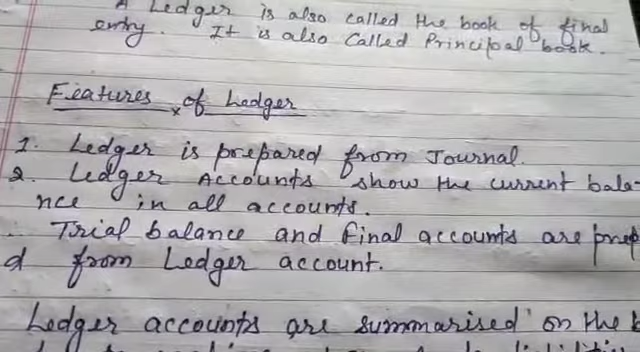 A Ledger is also called the book of final
entry. It is also Called Principal book.
Features of Ledger
1. Ledger is prepared from Journal.
2. Ledger Accounts show the current bala-
nce in all accounts.
Trial balance and final accounts are prep
d from Ledger account.
Ledger accounts are summarised on the